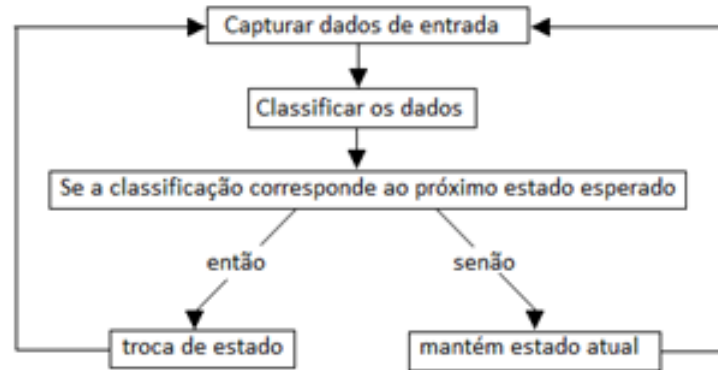 Capturar dados de entrada
Classificar os dados
Se a classificação corresponde ao próximo estado esperado
então
senão
troca de estado
mantém estado atual